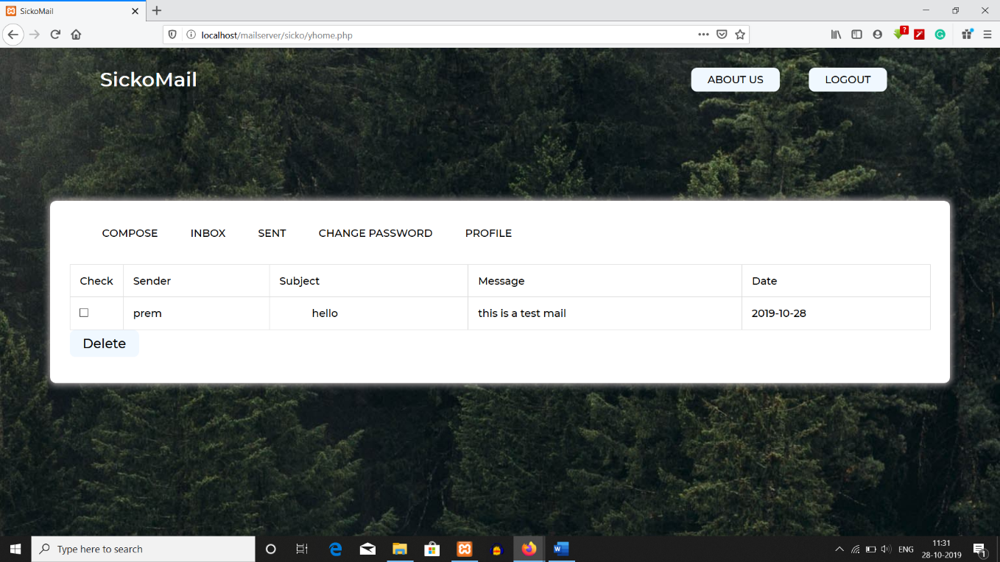 SickoMail
localhost/mailserver/sicko/yhome.php
?
SickoMail ABOUT US LOGOUT
COMPOSE INBOX SENT CHANGE PASSWORD PROFILE
Check Sender Subject Message Date
prem hello this is a test mail 2019-10-28
Delete
Type here to search
ENG
11:31
28-10-2019
1